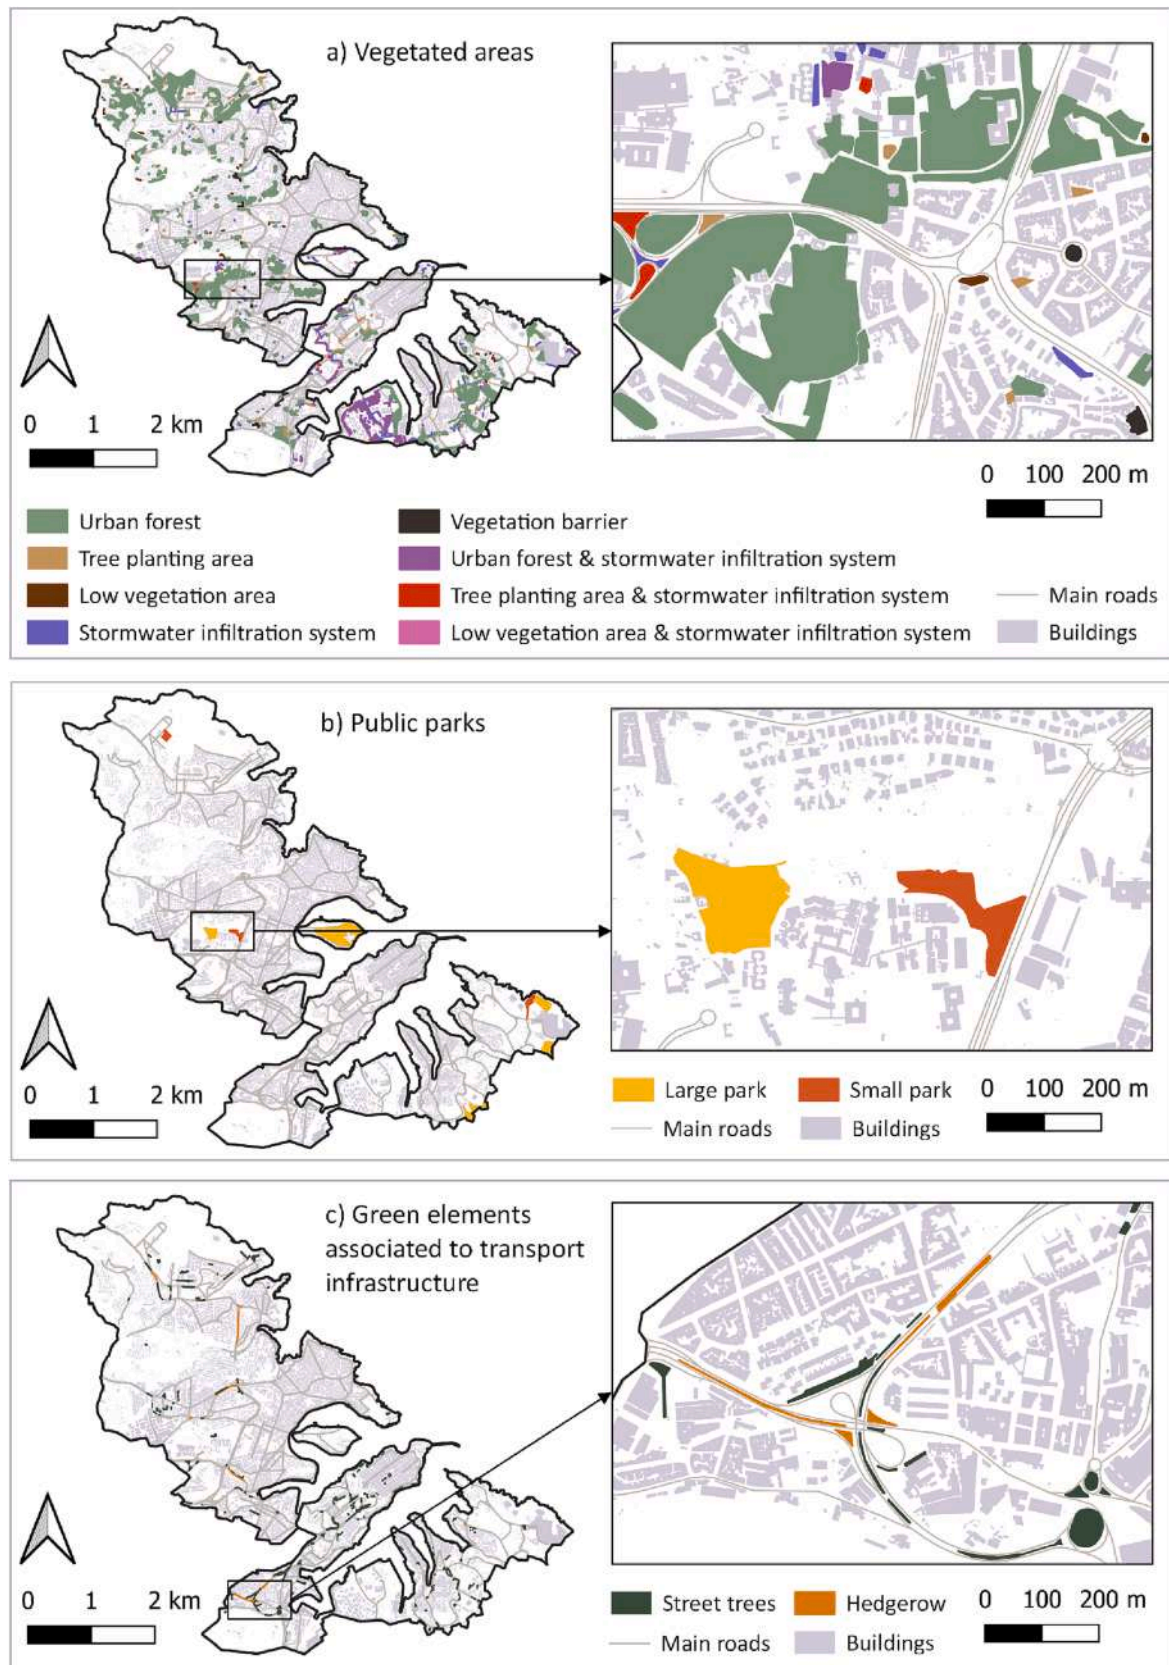 a) Vegetated areas
0 1 2 km
0 100 200 m
Urban forest
Tree planting area
Low vegetation area
Stormwater infiltration system
Vegetation barrier
Urban forest & stormwater infiltration system
Tree planting area & stormwater infiltration system
Low vegetation area & stormwater infiltration system
Main roads
Buildings
b) Public parks
0 1 2 km
Large park
Small park
Main roads
Buildings
0 100 200 m
c) Green elements
associated to transport
infrastructure
0 1 2 km
Street trees
Hedgerow
Main roads
Buildings
0 100 200 m